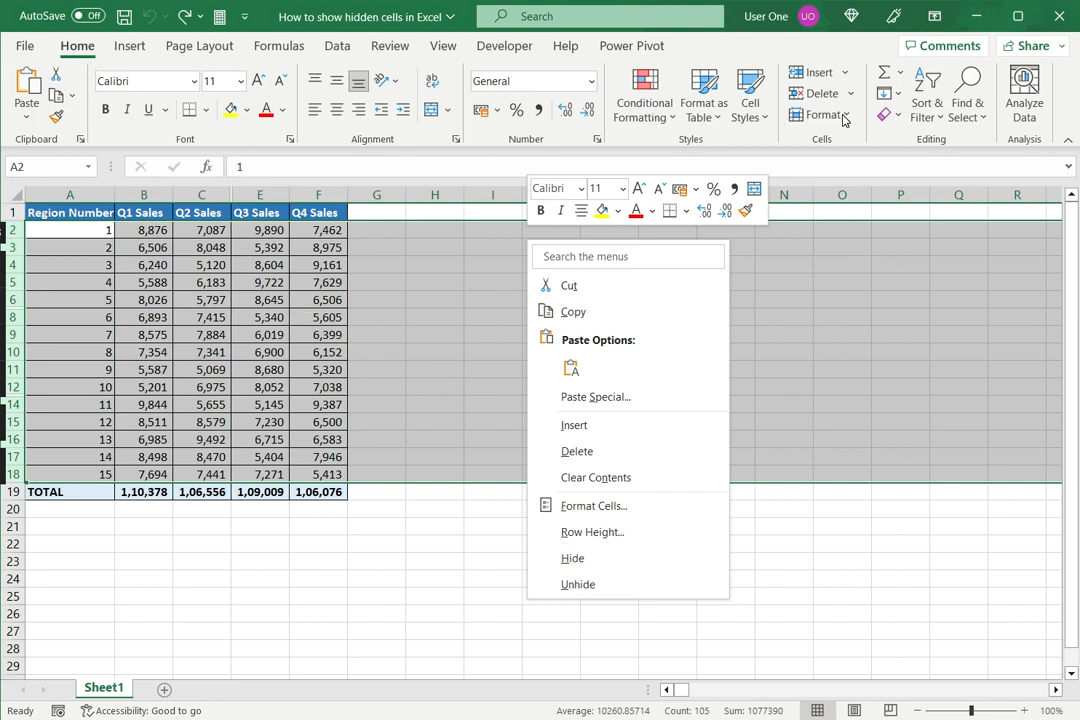 AutoSave Off How to show hidden cells in Excel Search User One UO
File Home Insert Page Layout Formulas Data Review View Developer Help Power Pivot Comments Share
Paste Calibri 11 General Conditional Formatting Format as Table Cell Styles Insert Delete Format Sort & Filter Find & Select Analyze Data
Clipboard Font Alignment Number Styles Cells Editing Analysis
A2 fx 1
Calibri 11
A B C D E F G H I N O P Q R
1 Region Number Q1 Sales Q2 Sales Q3 Sales Q4 Sales
2 1 8,876 7,087 9,890 7,462
3 2 6,506 8,048 5,392 8,975
4 3 6,240 5,120 8,604 9,161
5 4 5,588 6,183 9,722 7,629
6 5 8,026 5,797 8,645 6,506
8 6 6,893 7,415 5,340 5,605
9 7 8,575 7,884 6,019 6,399
10 8 7,354 7,341 6,900 6,152
11 9 5,587 5,069 8,680 5,320
12 10 5,201 6,975 8,052 7,038
14 11 9,844 5,655 5,145 9,387
15 12 8,511 8,579 7,230 6,500
16 13 6,985 9,492 6,715 6,583
17 14 8,498 8,470 5,404 7,946
18 15 7,694 7,441 7,271 5,413
19 TOTAL 1,10,378 1,06,556 1,09,009 1,06,076
20
21
22
23
24
25
26
27
28
29
Search the menus
Cut
Copy
Paste Options:
Paste Special...
Insert
Delete
Clear Contents
Format Cells...
Row Height...
Hide
Unhide
Sheet1
Ready Accessibility: Good to go Average: 10260.85714 Count: 105 Sum: 1077390 100%